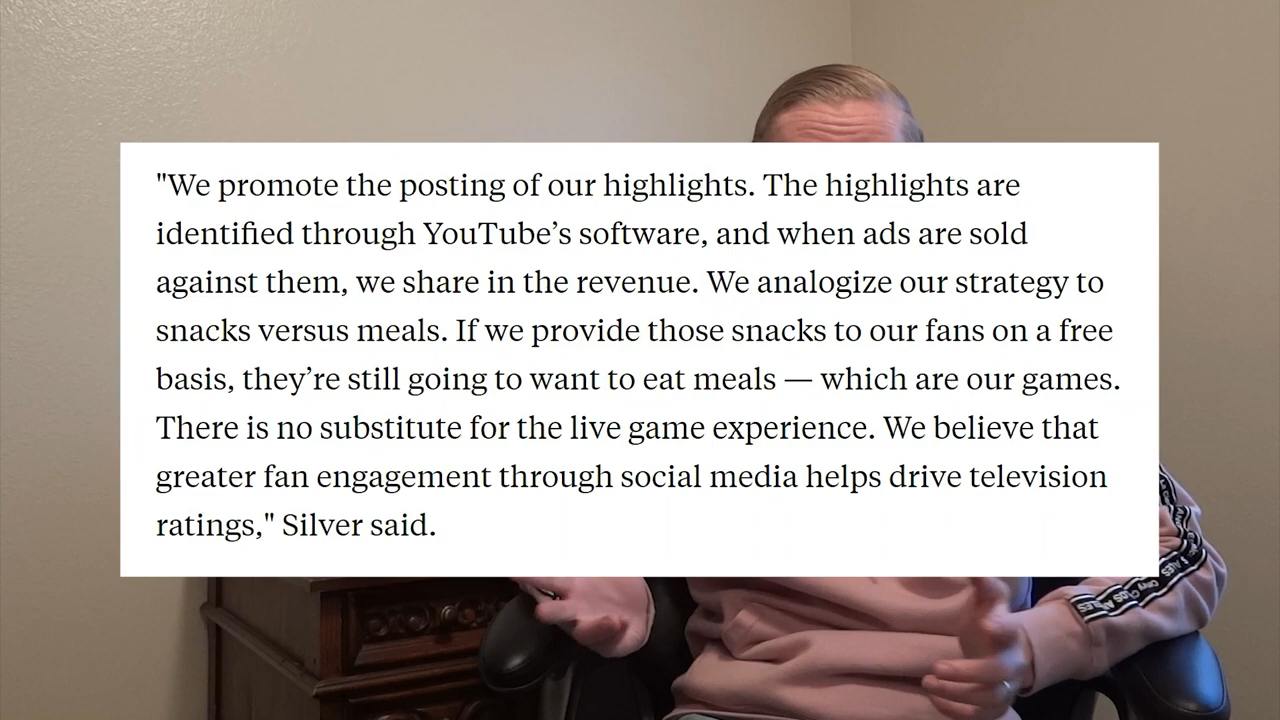 "We promote the posting of our highlights. The highlights are
identified through YouTube’s software, and when ads are sold
against them, we share in the revenue. We analogize our strategy to
snacks versus meals. If we provide those snacks to our fans on a free
basis, they’re still going to want to eat meals — which are our games.
There is no substitute for the live game experience. We believe that
greater fan engagement through social media helps drive television
ratings," Silver said.